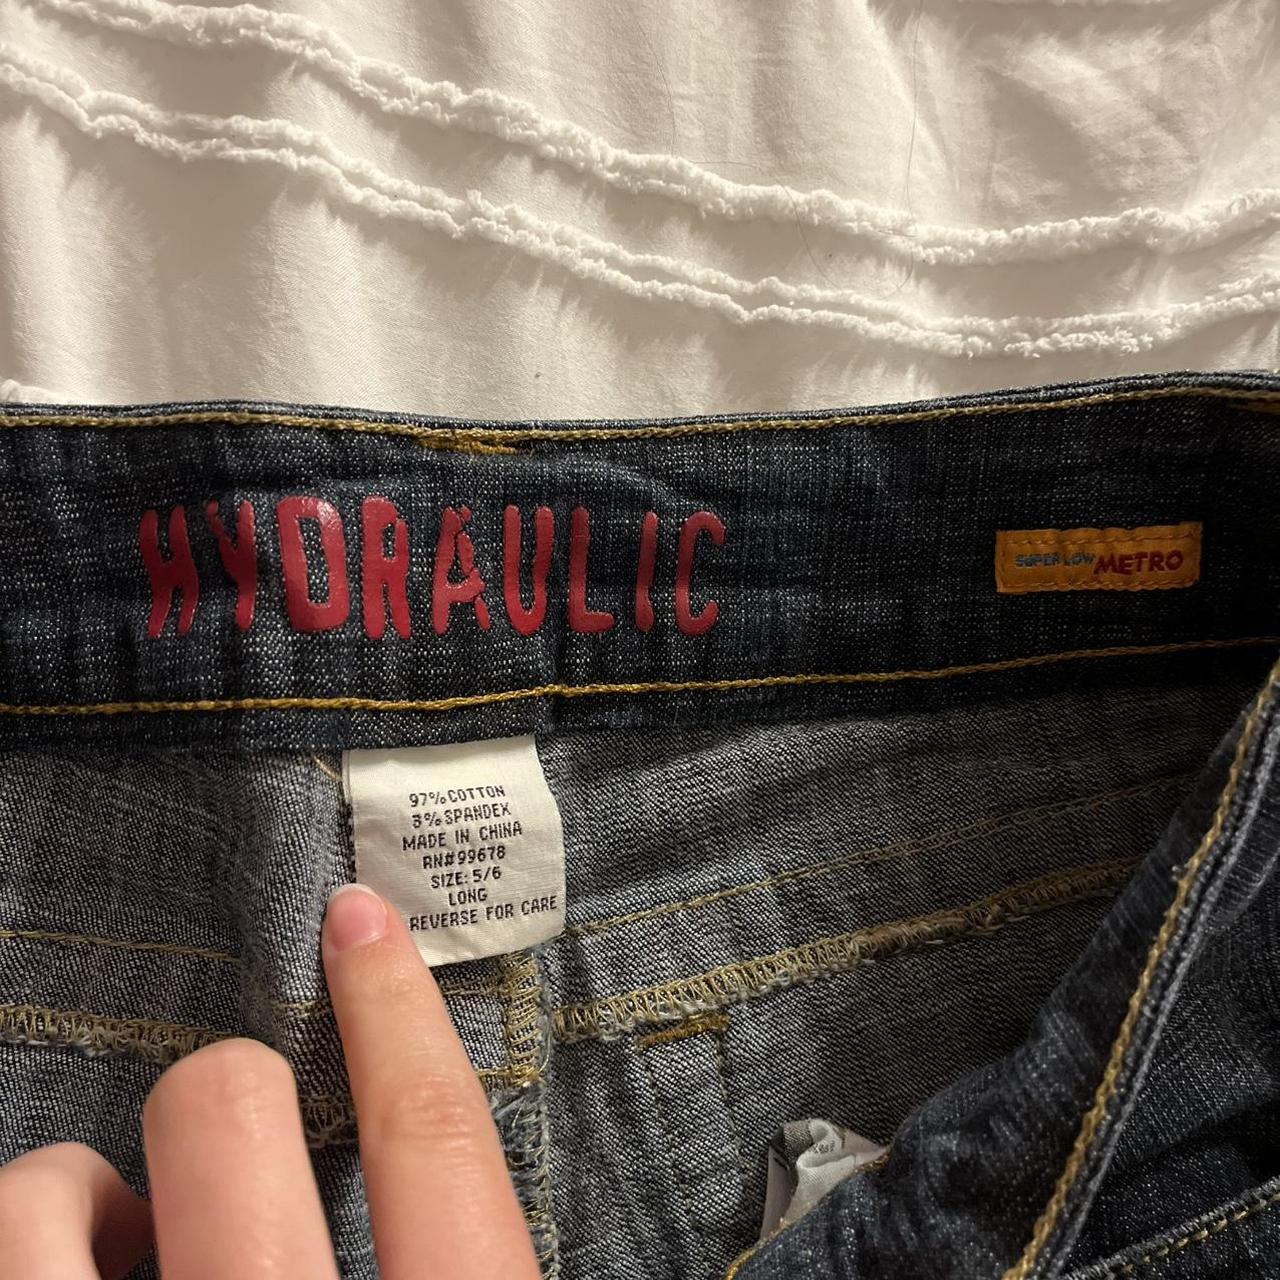 HYDRAULIC
SUPER LOW METRO
97% COTTON
3% SPANDEX
MADE IN CHINA
RN#99678
SIZE: 5/6
LONG
REVERSE FOR CARE